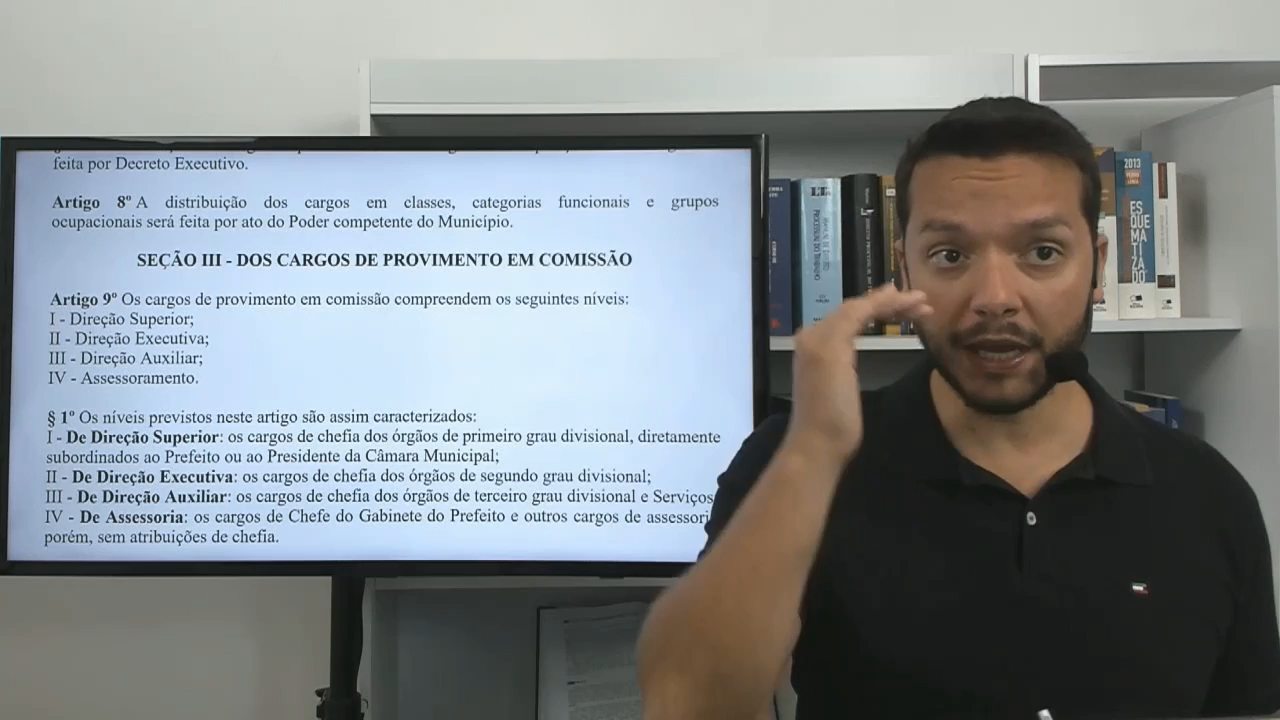 feita por Decreto Executivo.
Artigo 8º A distribuição dos cargos em classes, categorias funcionais e grupos
ocupacionais será feita por ato do Poder competente do Município.
SEÇÃO III - DOS CARGOS DE PROVIMENTO EM COMISSÃO
Artigo 9º Os cargos de provimento em comissão compreendem os seguintes níveis:
I - Direção Superior;
II - Direção Executiva;
III - Direção Auxiliar;
IV - Assessoramento.
§ 1º Os níveis previstos neste artigo são assim caracterizados:
I - De Direção Superior: os cargos de chefia dos órgãos de primeiro grau divisional, diretamente
subordinados ao Prefeito ou ao Presidente da Câmara Municipal;
II - De Direção Executiva: os cargos de chefia dos órgãos de segundo grau divisional;
III - De Direção Auxiliar: os cargos de chefia dos órgãos de terceiro grau divisional e Serviços
IV - De Assessoria: os cargos de Chefe do Gabinete do Prefeito e outros cargos de assessori
porém, sem atribuições de chefia.
LTr
2013
ESQUEMATIZADO